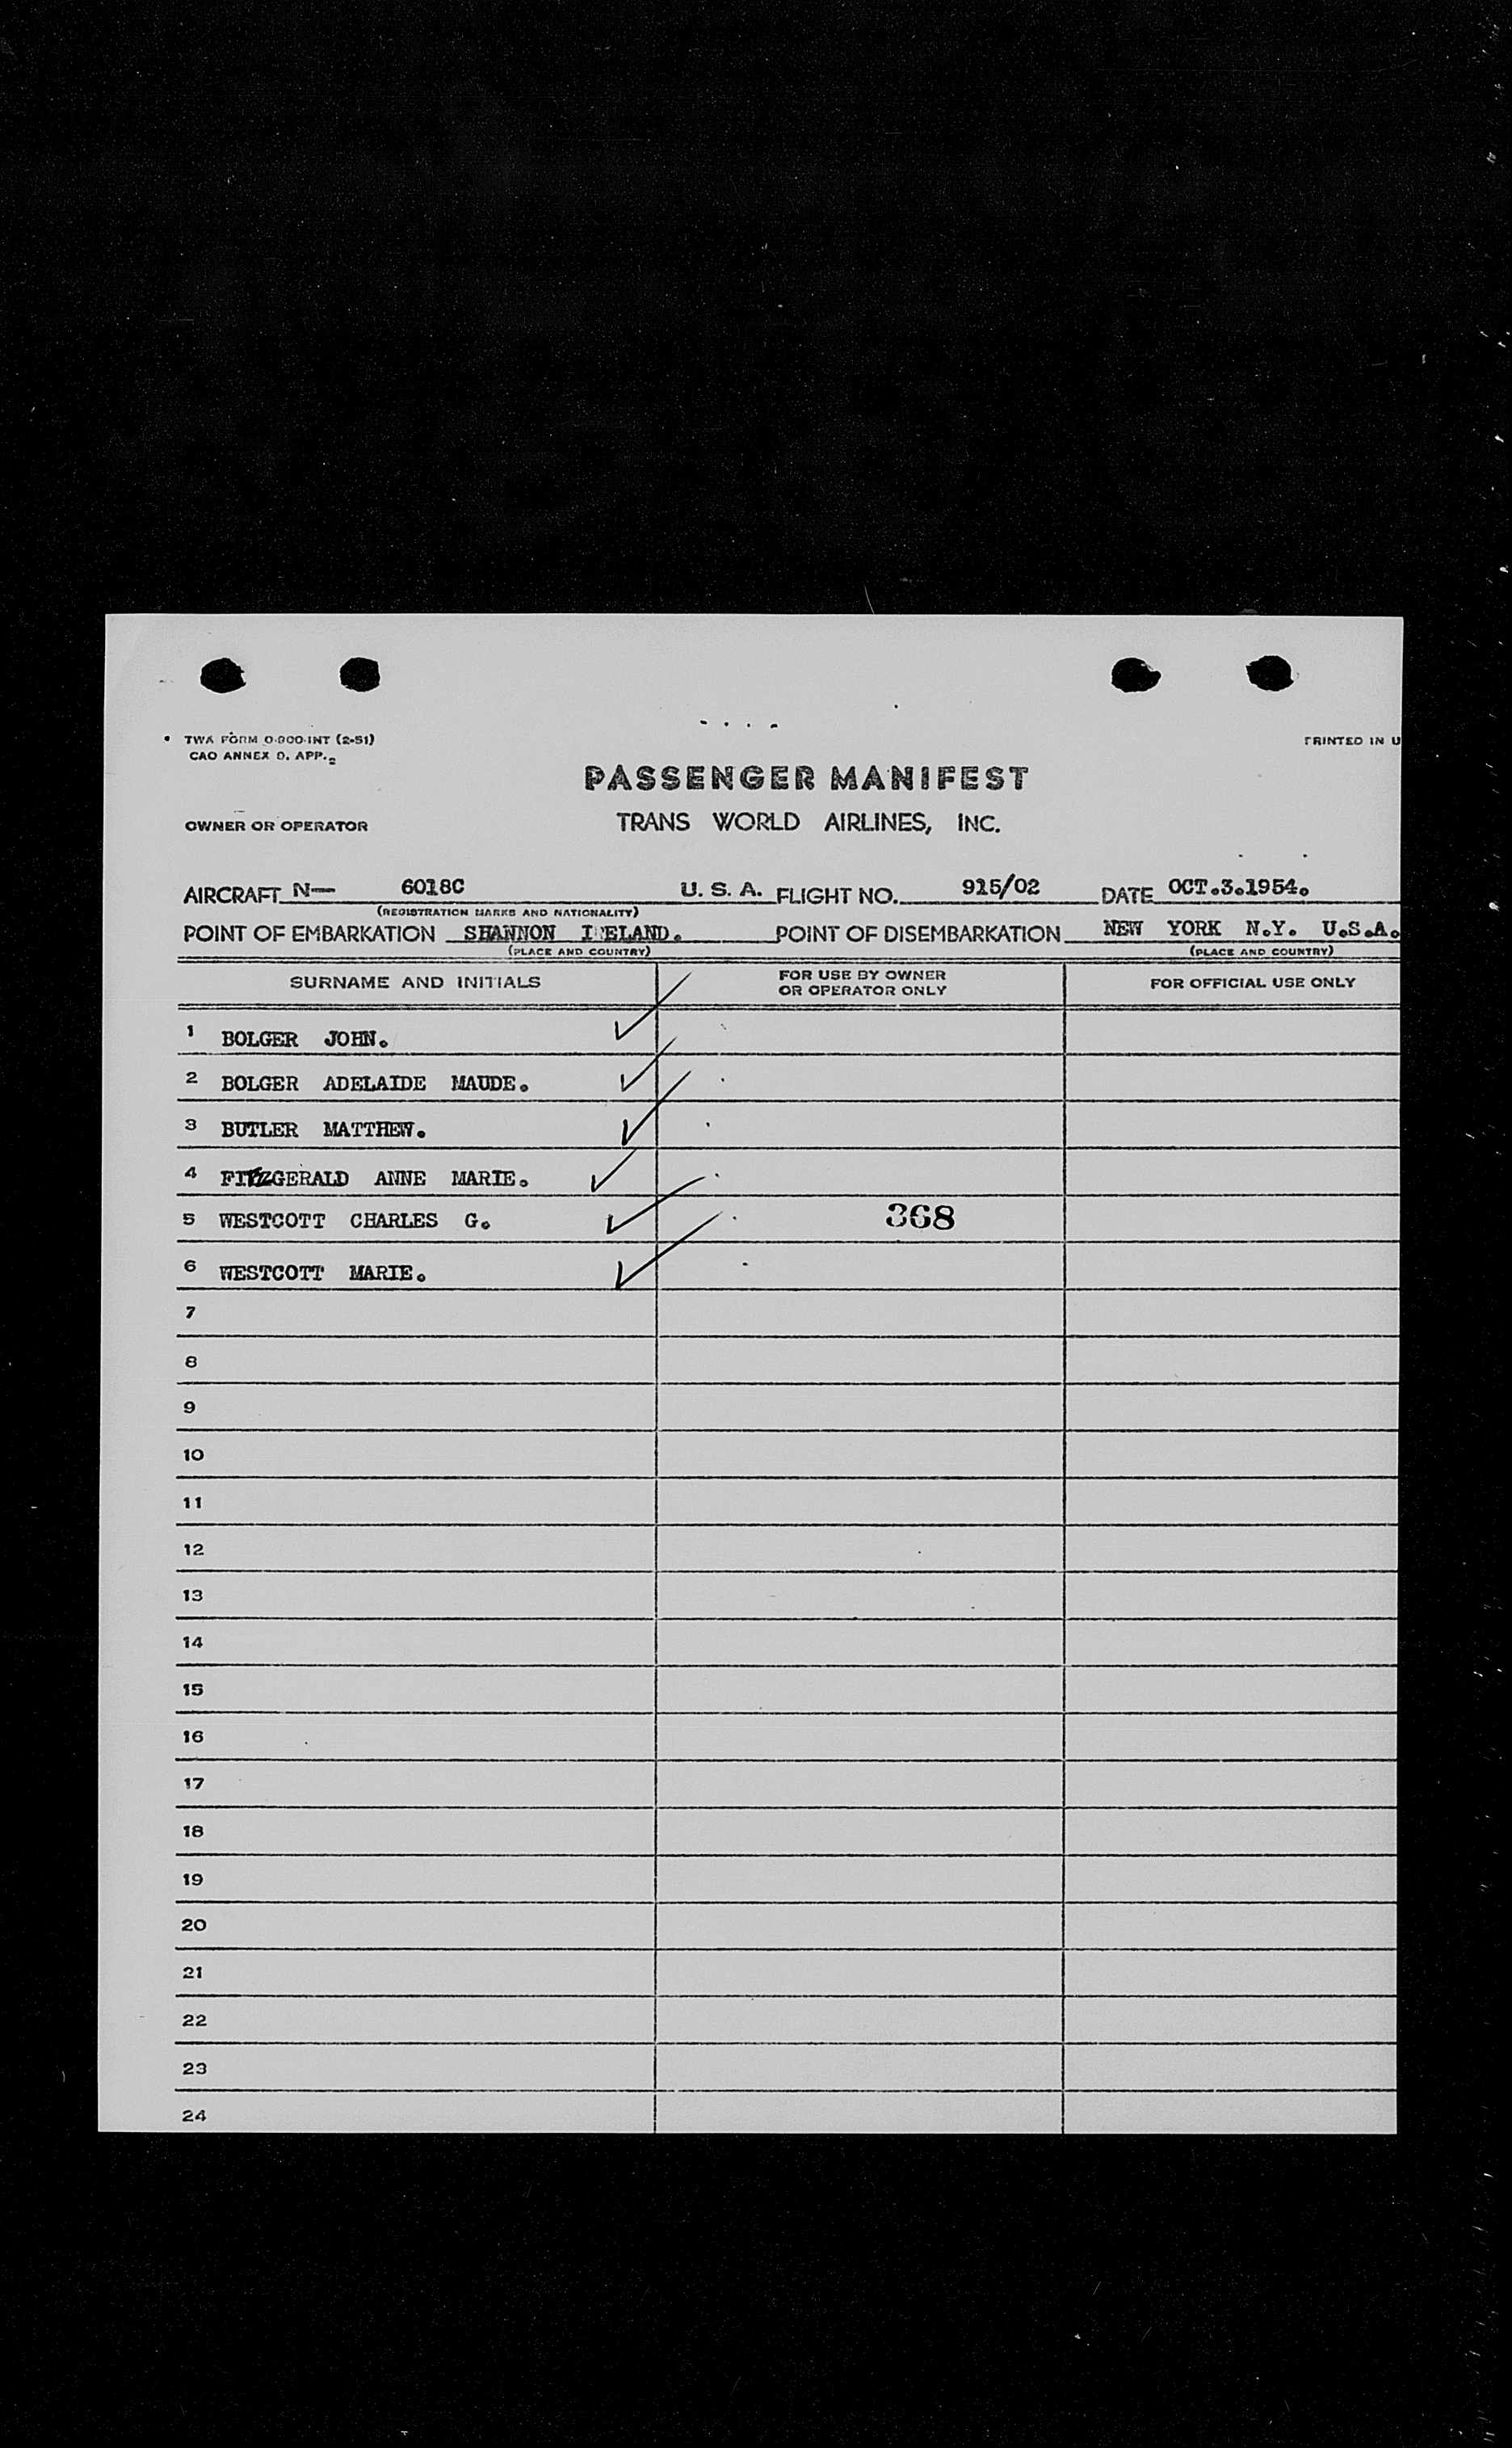 TWA FORM O-900-INT (2-51)
PRINTED IN U
CAO ANNEX 9. APP. 2
PASSENGER MANIFEST
OWNER OR OPERATOR
TRANS WORLD AIRLINES, INC.
AIRCRAFT N— 6018C U. S. A. FLIGHT NO. 915/02 DATE OCT.3.1954.
(REGISTRATION MARKS AND NATIONALITY)
POINT OF EMBARKATION SHANNON I ELAND. POINT OF DISEMBARKATION NEW YORK N.Y. U.S.A.
(PLACE AND COUNTRY) (PLACE AND COUNTRY)
SURNAME AND INITIALS FOR USE BY OWNER OR OPERATOR ONLY FOR OFFICIAL USE ONLY
1 BOLGER JOHN.
2 BOLGER ADELAIDE MAUDE.
3 BUTLER MATTHEW.
4 FITZGERALD ANNE MARIE.
5 WESTCOTT CHARLES G. 368
6 WESTCOTT MARIE.
7
8
9
10
11
12
13
14
15
16
17
18
19
20
21
22
23
24